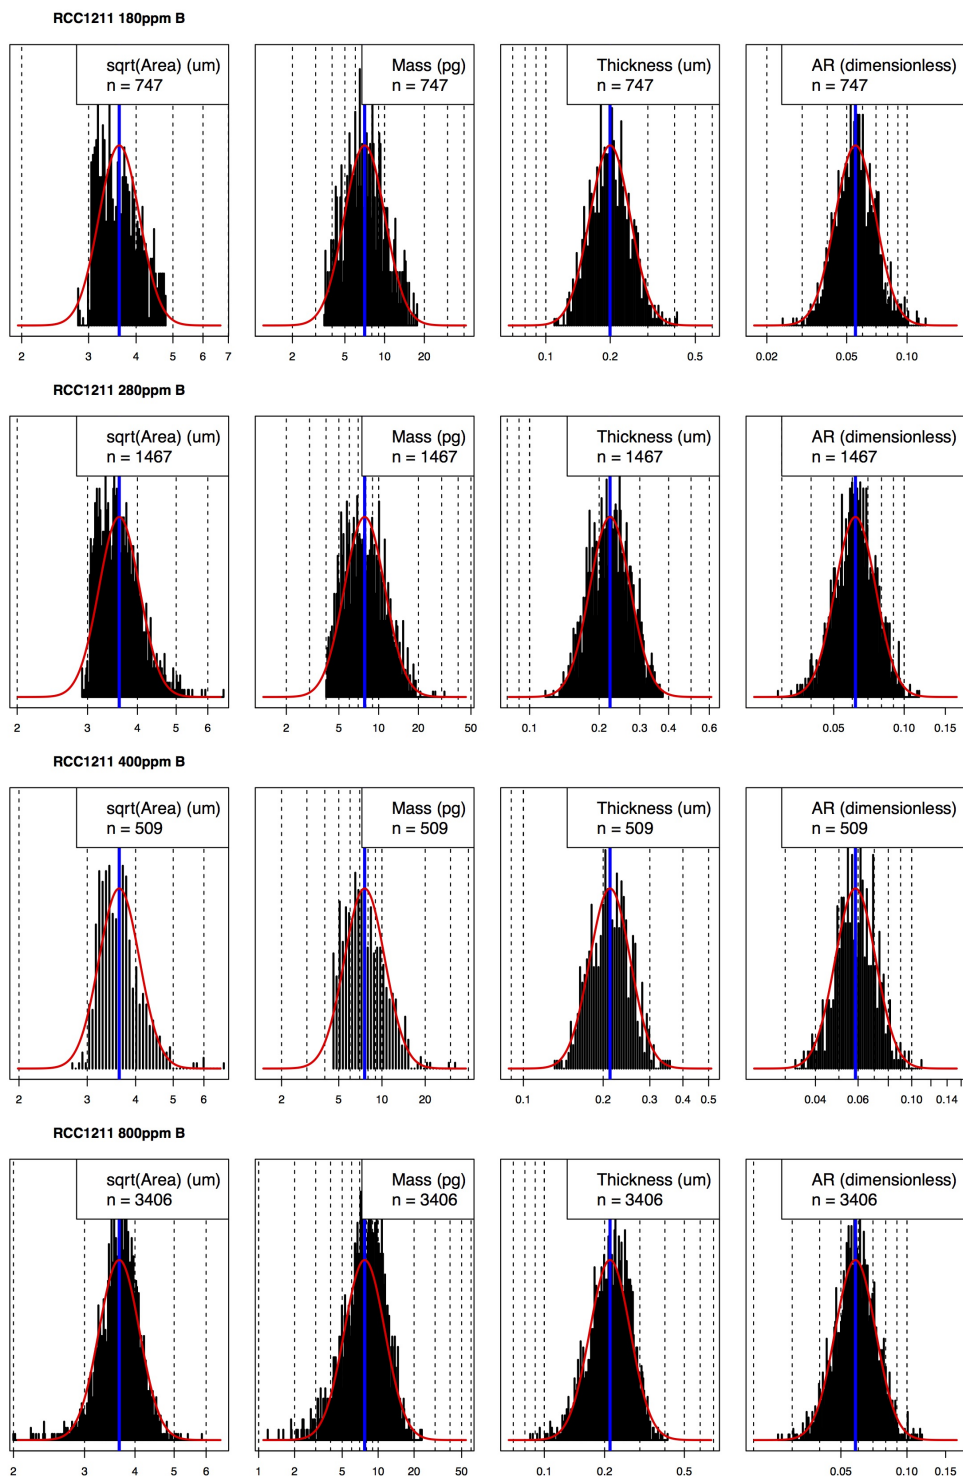 RCC1211 180ppm B
sqrt(Area) (um)
n = 747
2 3 4 5 6 7
Mass (pg)
n = 747
2 5 10 20
Thickness (um)
n = 747
0.1 0.2 0.5
AR (dimensionless)
n = 747
0.02 0.05 0.10
RCC1211 280ppm B
sqrt(Area) (um)
n = 1467
2 3 4 5 6
Mass (pg)
n = 1467
2 5 10 20 50
Thickness (um)
n = 1467
0.1 0.2 0.3 0.4 0.6
AR (dimensionless)
n = 1467
0.05 0.10 0.15
RCC1211 400ppm B
sqrt(Area) (um)
n = 509
2 3 4 5 6
Mass (pg)
n = 509
2 5 10 20
Thickness (um)
n = 509
0.1 0.2 0.3 0.4 0.5
AR (dimensionless)
n = 509
0.04 0.06 0.10 0.14
RCC1211 800ppm B
sqrt(Area) (um)
n = 3406
2 3 4 5 6
Mass (pg)
n = 3406
1 2 5 10 20 50
Thickness (um)
n = 3406
0.1 0.2 0.5
AR (dimensionless)
n = 3406
0.05 0.10 0.15